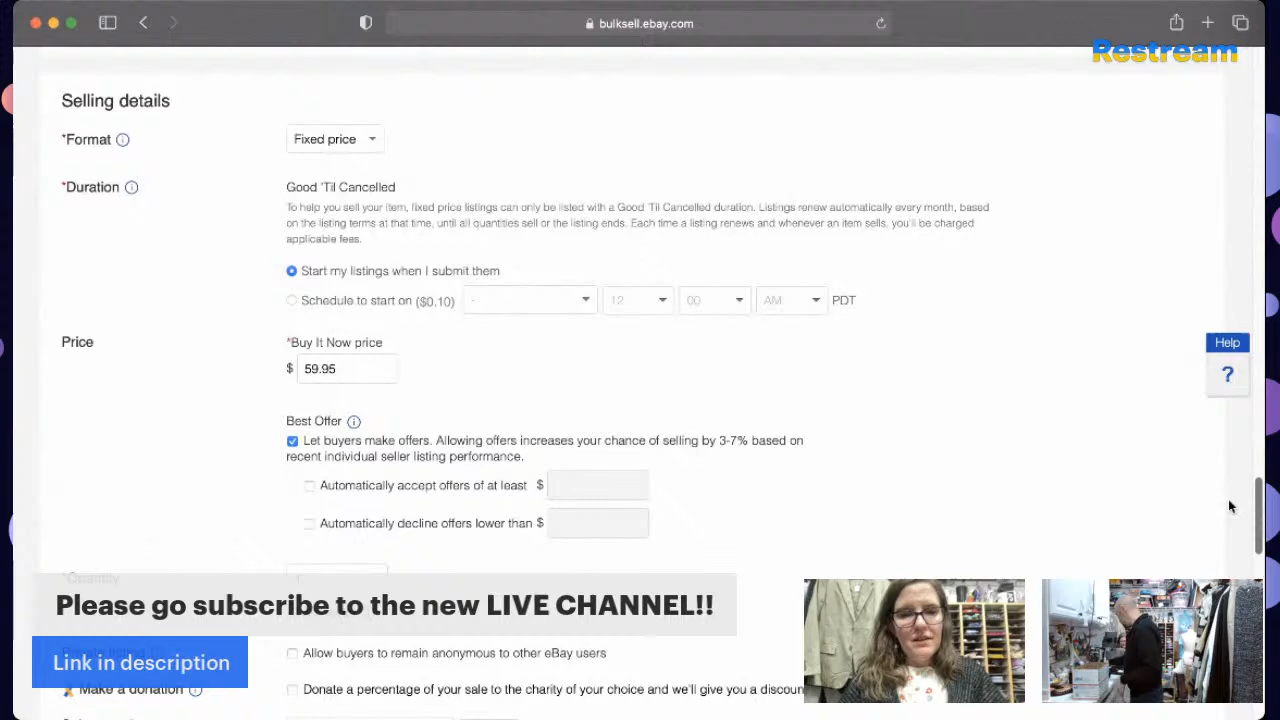 bulksell.ebay.com
Restream
Selling details
*Format
Fixed price
*Duration
Good 'Til Cancelled
To help you sell your item, fixed price listings can only be listed with a Good 'Til Cancelled duration. Listings renew automatically every month, based
on the listing terms at that time, until all quantities sell or the listing ends. Each time a listing renews and whenever an item sells, you'll be charged
applicable fees.
Start my listings when I submit them
Schedule to start on ($0.10) - 12 00 AM PDT
Price
*Buy It Now price
$ 59.95
Help
?
Best Offer
Let buyers make offers. Allowing offers increases your chance of selling by 3-7% based on
recent individual seller listing performance.
Automatically accept offers of at least $
Automatically decline offers lower than $
*Quantity
Please go subscribe to the new LIVE CHANNEL!!
Link in description
Allow buyers to remain anonymous to other eBay users
Make a donation
Donate a percentage of your sale to the charity of your choice and we'll give you a discoun